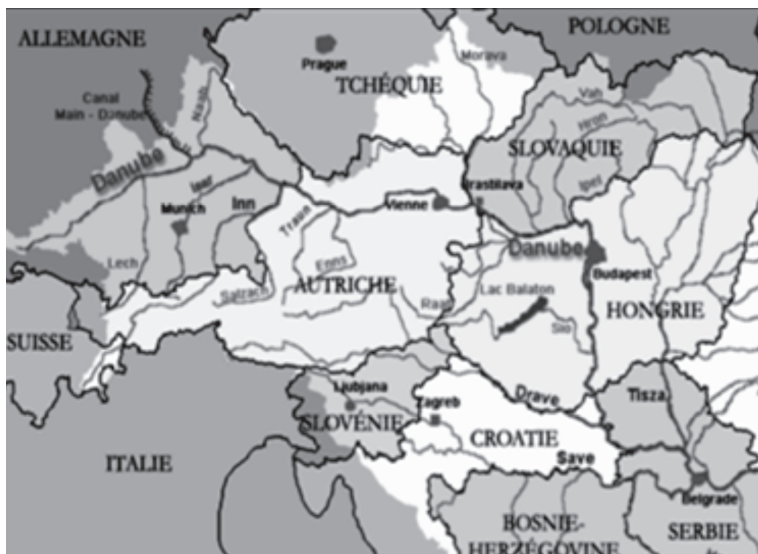 ALLEMAGNE
POLOGNE
Prague
Morava
TCHÉQUIE
Canal
Main - Danube
Naab
Vah
Hron
SLOVAQUIE
Danube
Isar
Munich
Inn
Ipel
Traun
Vienne
Brastilava
Danube
Lech
Enns
Budapest
Salzach
AUTRICHE
Lac Balaton
Raab
HONGRIE
Sio
SUISSE
Ljubjana
Drave
Tisza
Zagreb
SLOVÉNIE
CROATIE
ITALIE
Save
Belgrade
BOSNIE-
HERZÉGOVINE
SERBIE